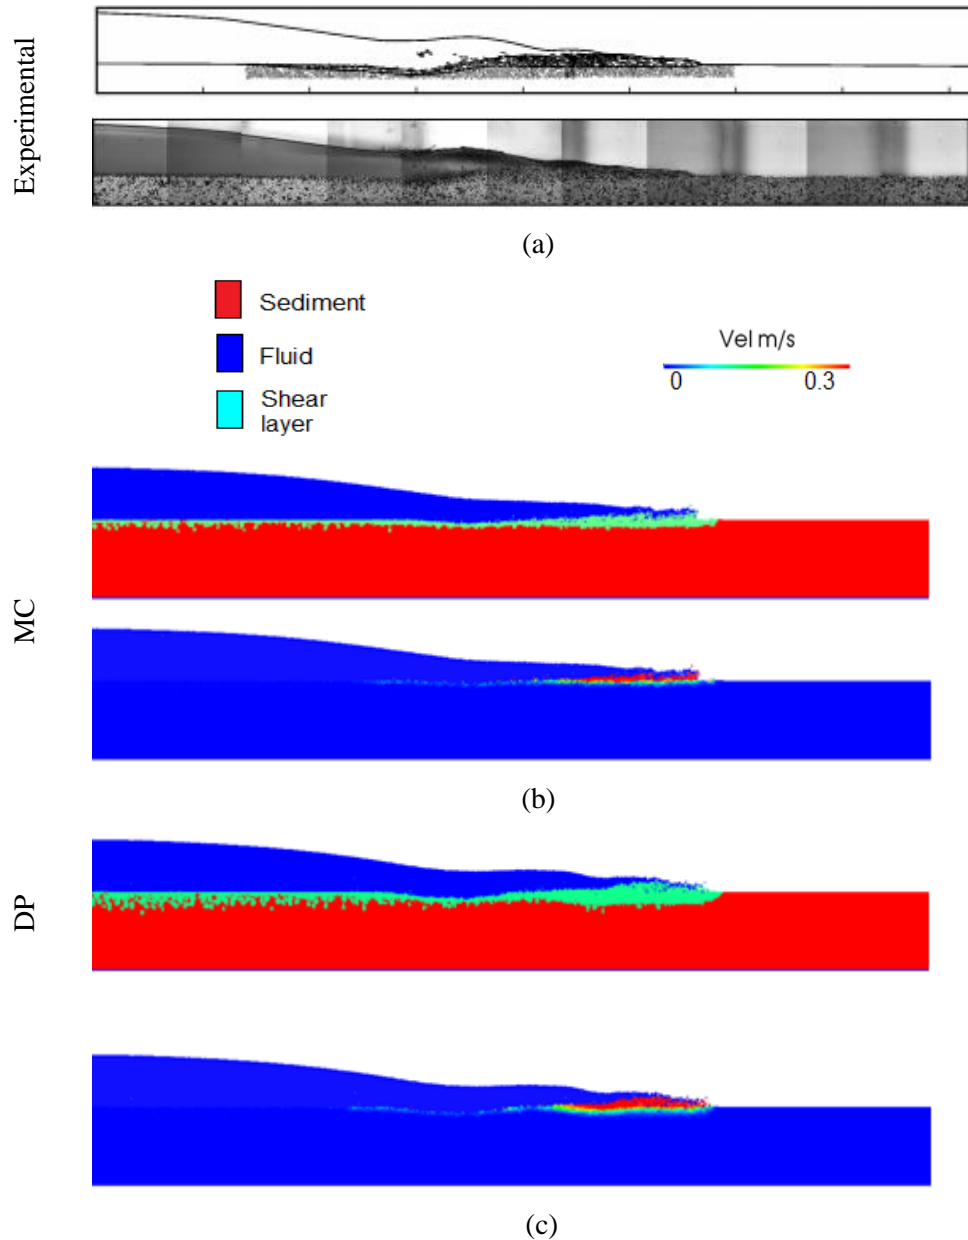 Experimental
(a)
Sediment
Fluid
Shear
layer
Vel m/s
0 0.3
MC
(b)
DP
(c)